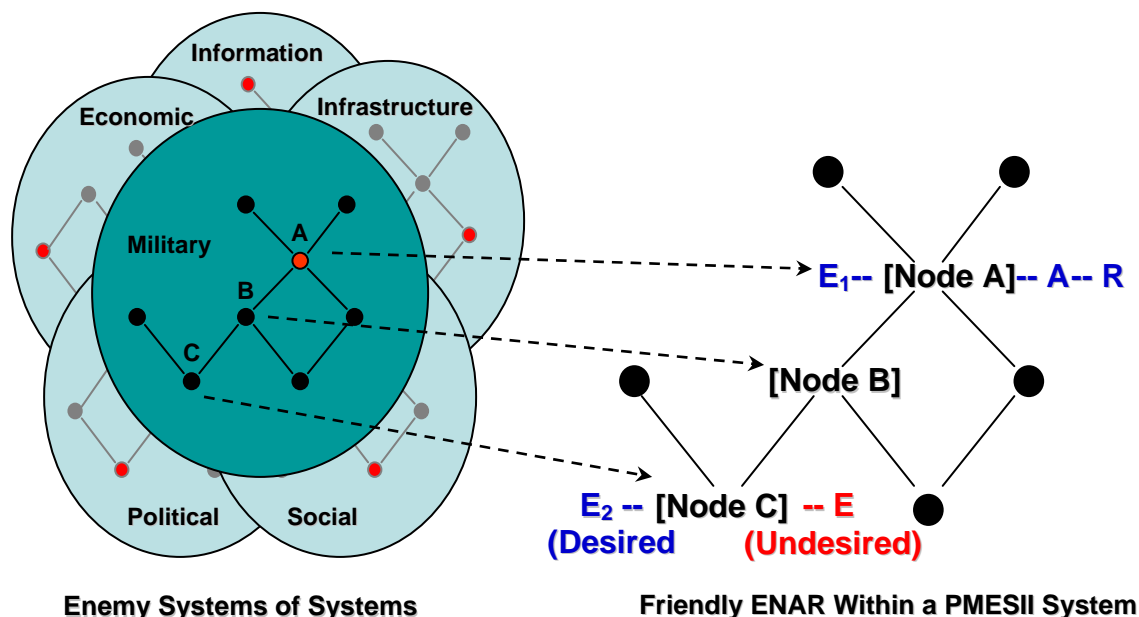 Information
Economic
Infrastructure
Military
A
B
C
Political
Social
Enemy Systems of Systems
E₁-- [Node A]-- A-- R
[Node B]
E₂ -- [Node C] -- E
(Desired (Undesired)
Friendly ENAR Within a PMESII System